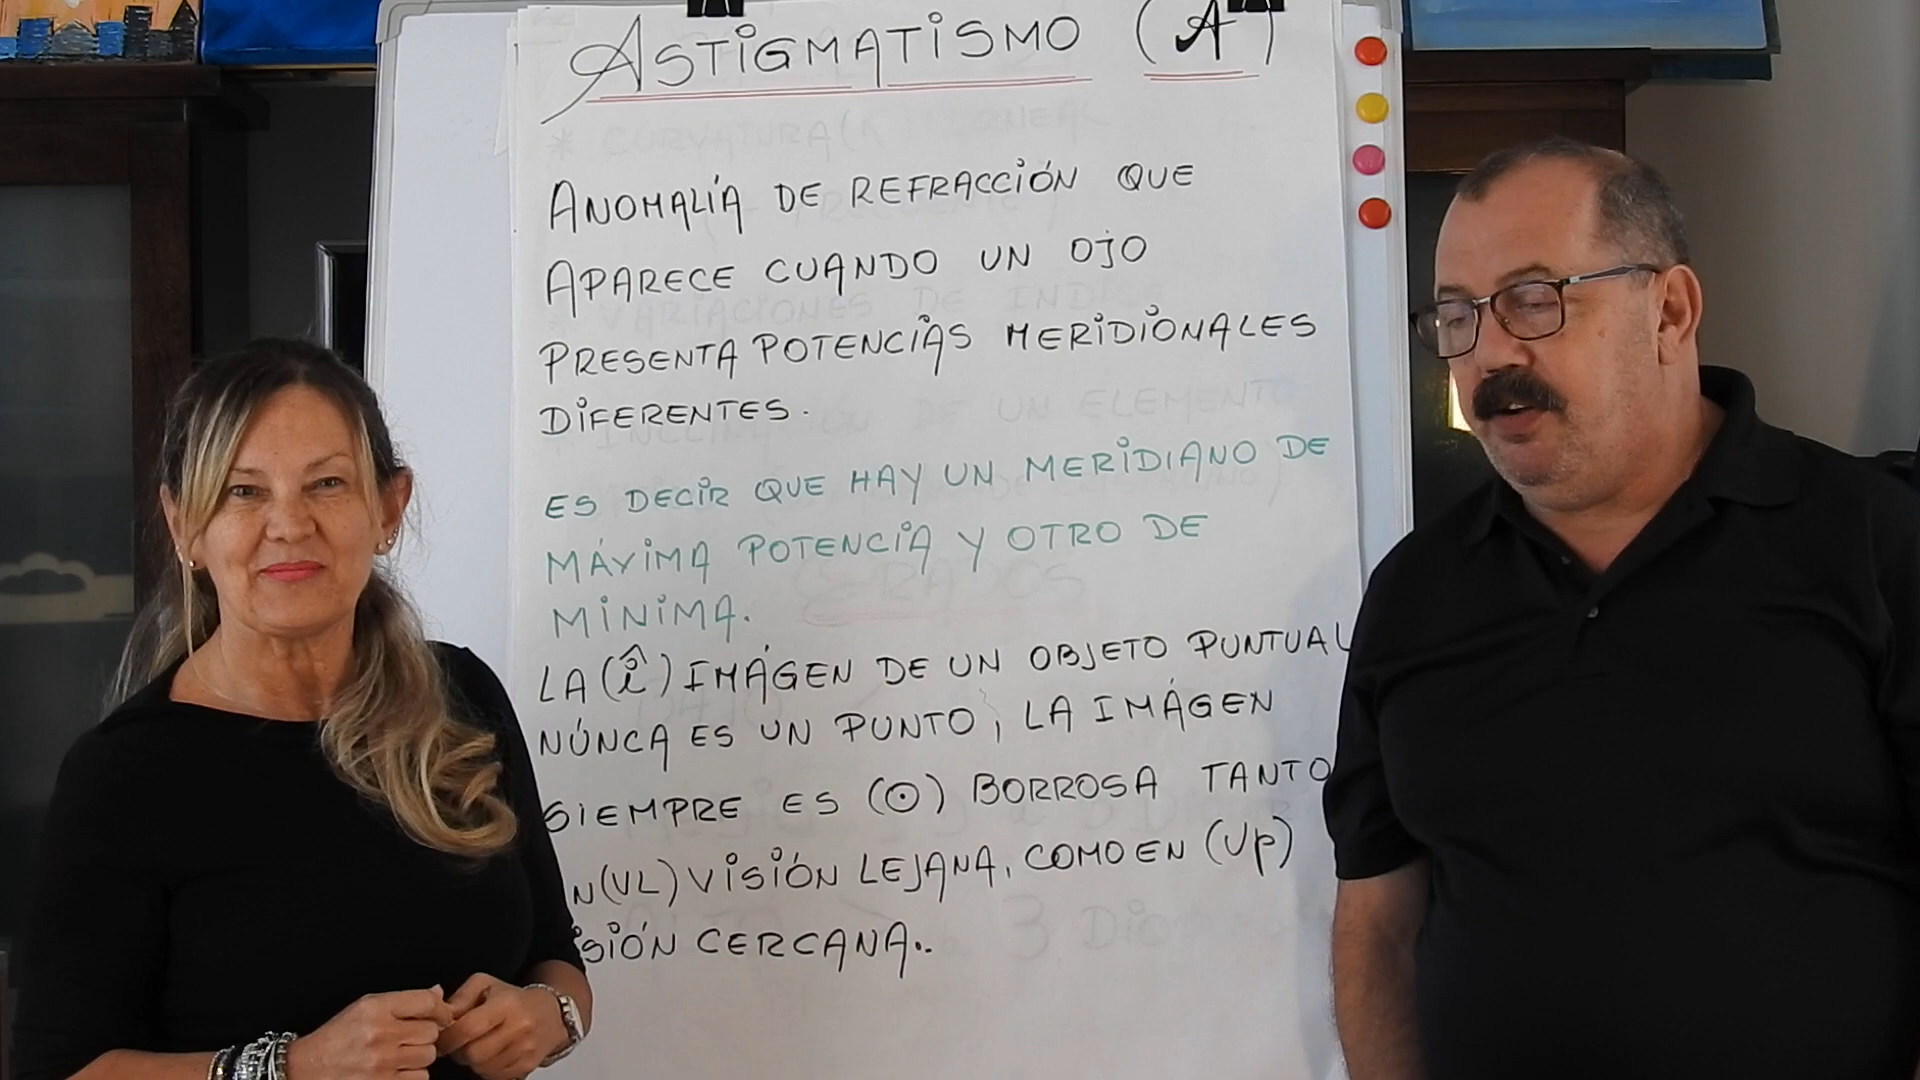 ASTIGMATISMO (A)
ANOMALÍA DE REFRACCIÓN QUE
APARECE CUANDO UN OJO
PRESENTA POTENCIAS MERIDIONALES
DIFERENTES.
ES DECIR QUE HAY UN MERIDIANO DE
MÁXIMA POTENCIA Y OTRO DE
MINIMA.
LA (î) IMÁGEN DE UN OBJETO PUNTUAL
NÚNCA ES UN PUNTO, LA IMÁGEN
SIEMPRE ES (⊙) BORROSA TANTO
N (VL) VISIÓN LEJANA, COMO EN (Vp)
ISIÓN CERCANA..